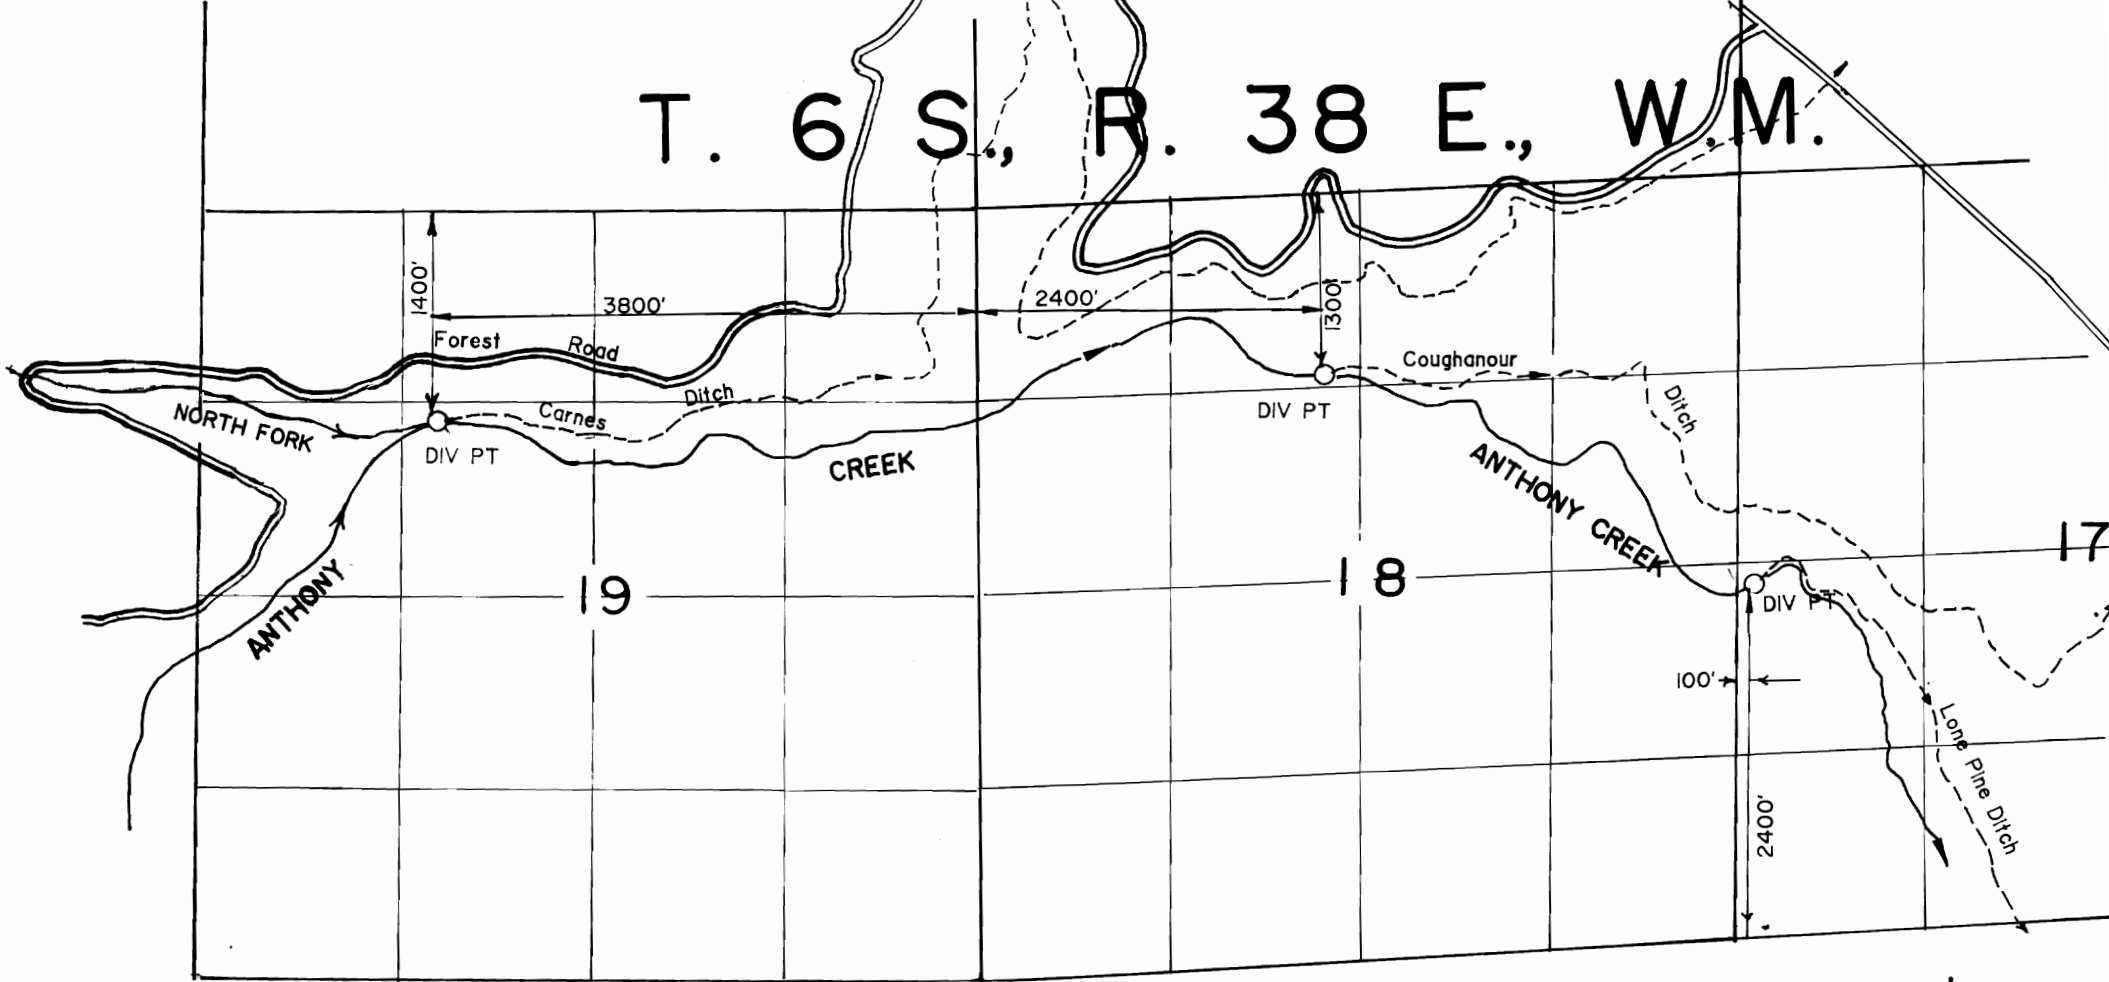 T. 6 S., R. 38 E., W.M.
1400'
3800'
2400'
1300'
Forest Road
Coughanour Ditch
Carnes Ditch
NORTH FORK
DIV PT
DIV PT
CREEK
ANTHONY CREEK
17
18
19
ANTHONY
DIV PT
100'
Lone Pine Ditch
2400'